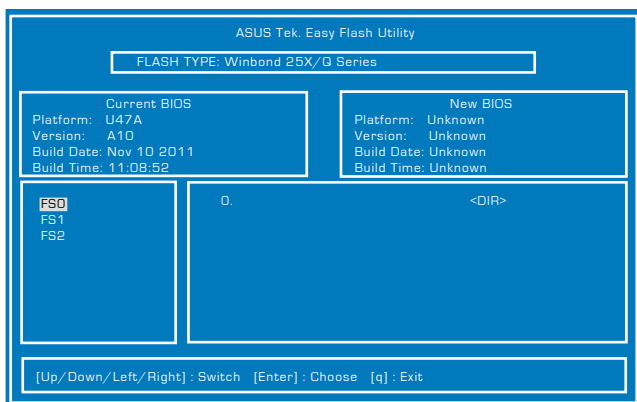 ASUS Tek. Easy Flash Utility
FLASH TYPE: Winbond 25X/Q Series
Current BIOS
Platform: U47A
Version: A10
Build Date: Nov 10 2011
Build Time: 11:08:52
New BIOS
Platform: Unknown
Version: Unknown
Build Date: Unknown
Build Time: Unknown
FS0
FS1
FS2
0. <DIR>
[Up/Down/Left/Right] : Switch [Enter] : Choose [q] : Exit